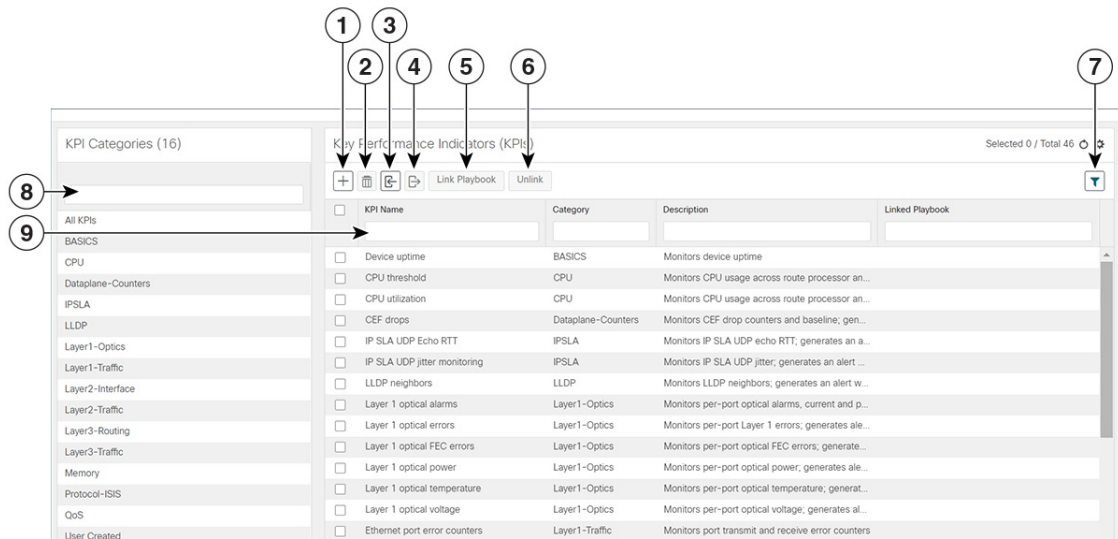 1
3
2
4
5
6
7
KPI Categories (16)
Key Performance Indicators (KPIs)
Selected 0 / Total 46
Link Playbook
Unlink
8
9
KPI Name
Category
Description
Linked Playbook
All KPIs
BASICS
CPU
Dataplane-Counters
IPSLA
LLDP
Layer1-Optics
Layer1-Traffic
Layer2-Interface
Layer2-Traffic
Layer3-Routing
Layer3-Traffic
Memory
Protocol-ISIS
QoS
User Created
Device uptime BASICS Monitors device uptime
CPU threshold CPU Monitors CPU usage across route processor an...
CPU utilization CPU Monitors CPU usage across route processor an...
CEF drops Dataplane-Counters Monitors CEF drop counters and baseline; gen...
IP SLA UDP Echo RTT IPSLA Monitors IP SLA UDP echo RTT; generates an a...
IP SLA UDP jitter monitoring IPSLA Monitors IP SLA UDP jitter; generates an alert ...
LLDP neighbors LLDP Monitors LLDP neighbors; generates an alert w...
Layer 1 optical alarms Layer1-Optics Monitors per-port optical alarms, current and p...
Layer 1 optical errors Layer1-Optics Monitors per-port Layer 1 errors; generates ale...
Layer 1 optical FEC errors Layer1-Optics Monitors per-port optical FEC errors; generate...
Layer 1 optical power Layer1-Optics Monitors per-port optical power; generates ale...
Layer 1 optical temperature Layer1-Optics Monitors per-port optical temperature; generat...
Layer 1 optical voltage Layer1-Optics Monitors per-port optical voltage; generates al...
Ethernet port error counters Layer1-Traffic Monitors port transmit and receive error counters